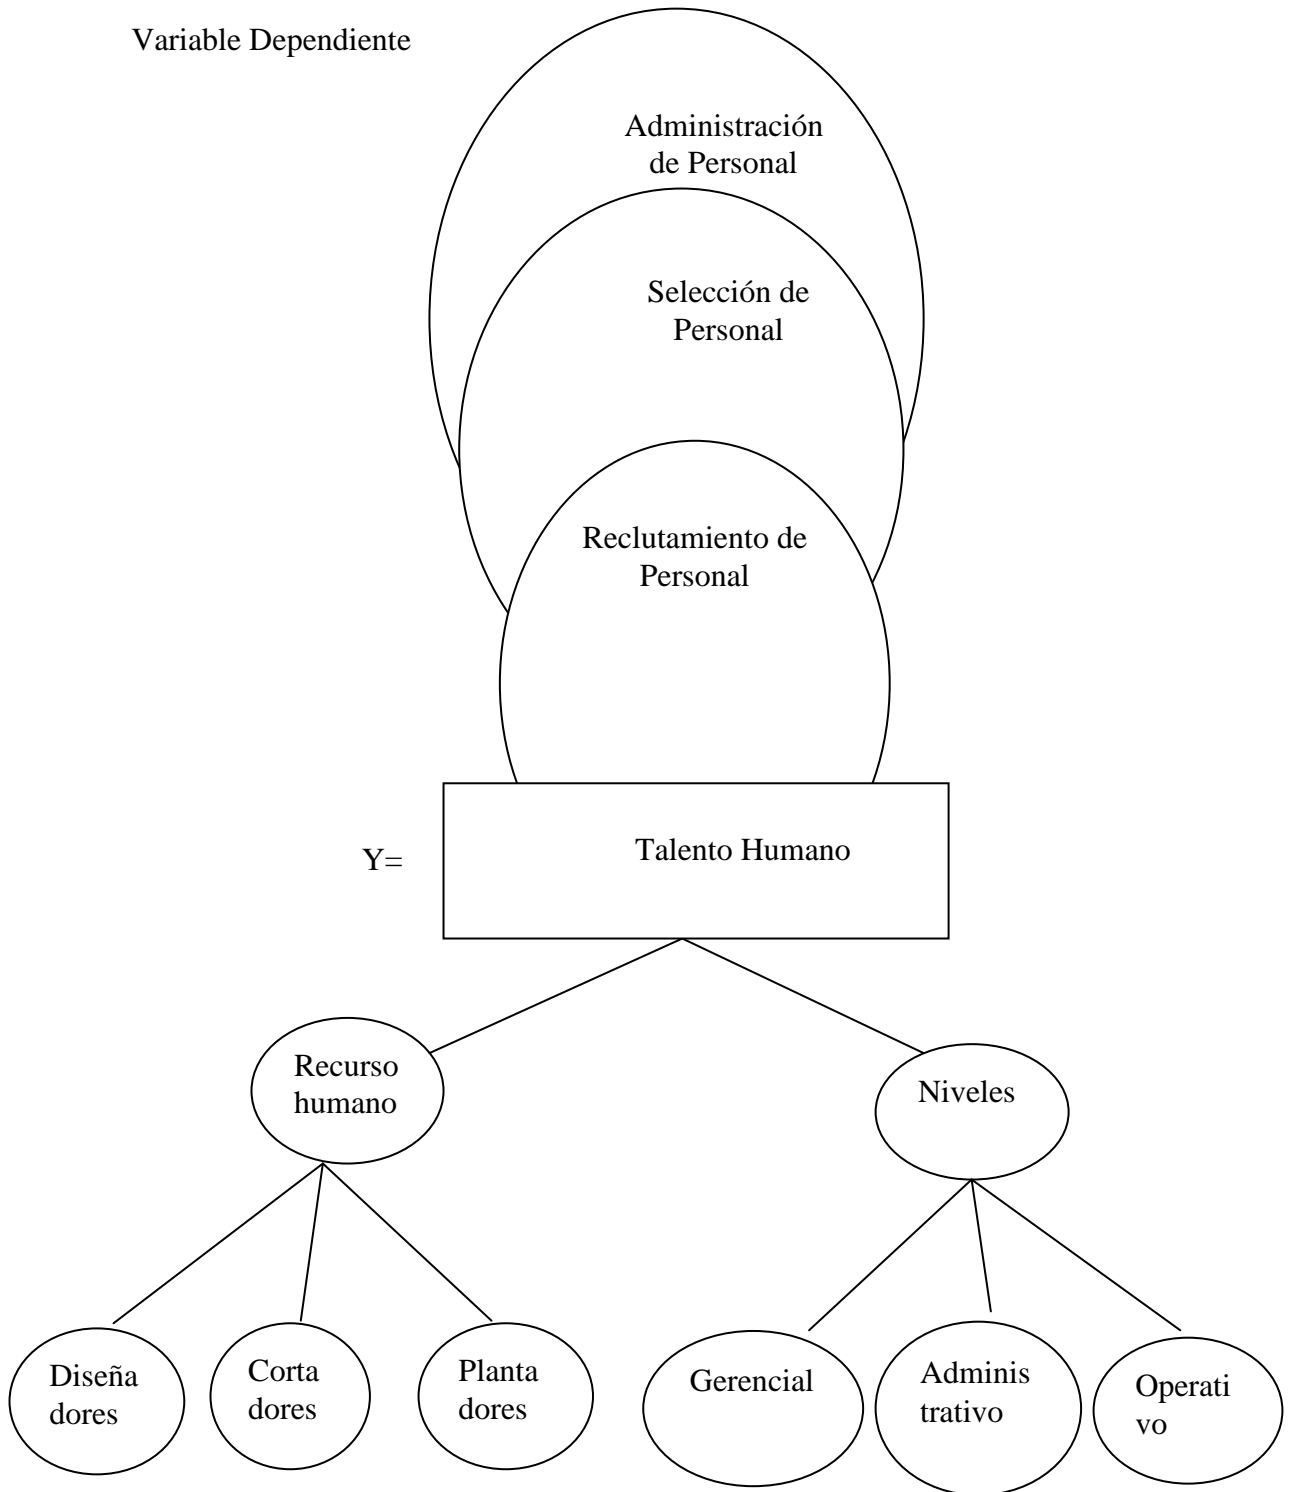 Variable Dependiente
Administración
de Personal
Selección de
Personal
Reclutamiento de
Personal
Y=
Talento Humano
Recurso
humano
Niveles
Diseña
dores
Corta
dores
Planta
dores
Gerencial
Adminis
trativo
Operati
vo